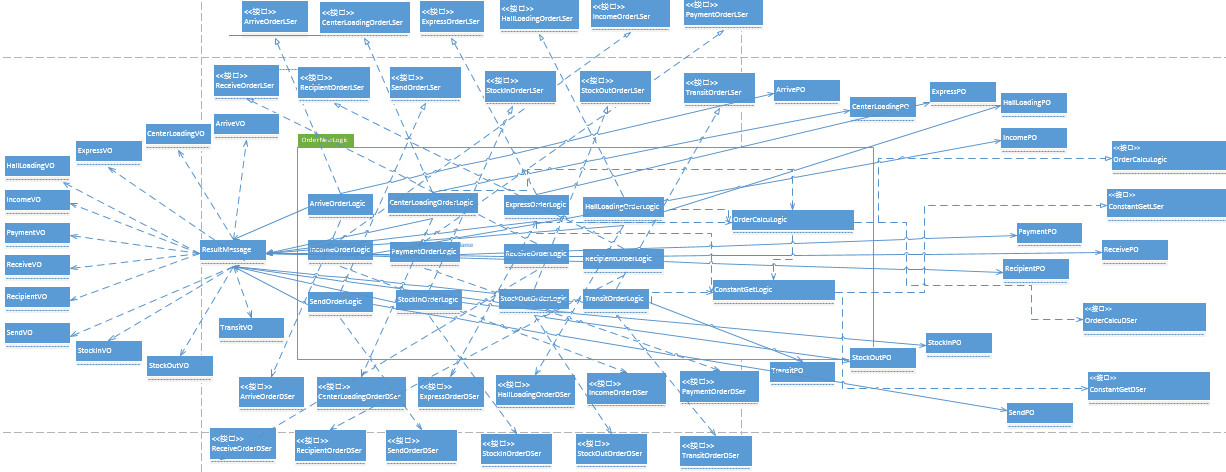 <<接口>>
ArriveOrderLSer
<<接口>>
CenterLoadingOrderLSer
<<接口>>
ExpressOrderLSer
<<接口>>
HallLoadingOrderLSer
<<接口>>
IncomeOrderLSer
<<接口>>
PaymentOrderLSer
<<接口>>
ReceiveOrderLSer
<<接口>>
RecipientOrderLSer
<<接口>>
SendOrderLSer
<<接口>>
StockInOrderLSer
<<接口>>
StockOutOrderLSer
<<接口>>
TransitOrderLSer
ArrivePO
CenterLoadingPO
ExpressPO
HallLoadingPO
IncomePO
ArriveVO
CenterLoadingVO
ExpressVO
HallLoadingVO
IncomeVO
PaymentVO
ReceiveVO
RecipientVO
SendVO
StockInVO
StockOutVO
TransitVO
ResultMessage
OrderNewLogic
ArriveOrderLogic
CenterLoadingOrderLogic
ExpressOrderLogic
HallLoadingOrderLogic
IncomeOrderLogic
PaymentOrderLogic
ReceiveOrderLogic
RecipientOrderLogic
SendOrderLogic
StockInOrderLogic
StockOutOrderLogic
TransitOrderLogic
OrderCalcuLogic
ConstantGetLogic
<<接口>>
OrderCalcuLogic
<<接口>>
ConstantGetLSer
PaymentPO
ReceivePO
RecipientPO
<<接口>>
OrderCalcuDSer
StockInPO
StockOutPO
TransitPO
<<接口>>
ConstantGetDSer
SendPO
<<接口>>
ArriveOrderDSer
<<接口>>
CenterLoadingOrderDSer
<<接口>>
ExpressOrderDSer
<<接口>>
HallLoadingOrderDSer
<<接口>>
IncomeOrderDSer
<<接口>>
PaymentOrderDSer
<<接口>>
ReceiveOrderDSer
<<接口>>
RecipientOrderDSer
<<接口>>
SendOrderDSer
<<接口>>
StockInOrderDSer
<<接口>>
StockOutOrderDSer
<<接口>>
TransitOrderDSer